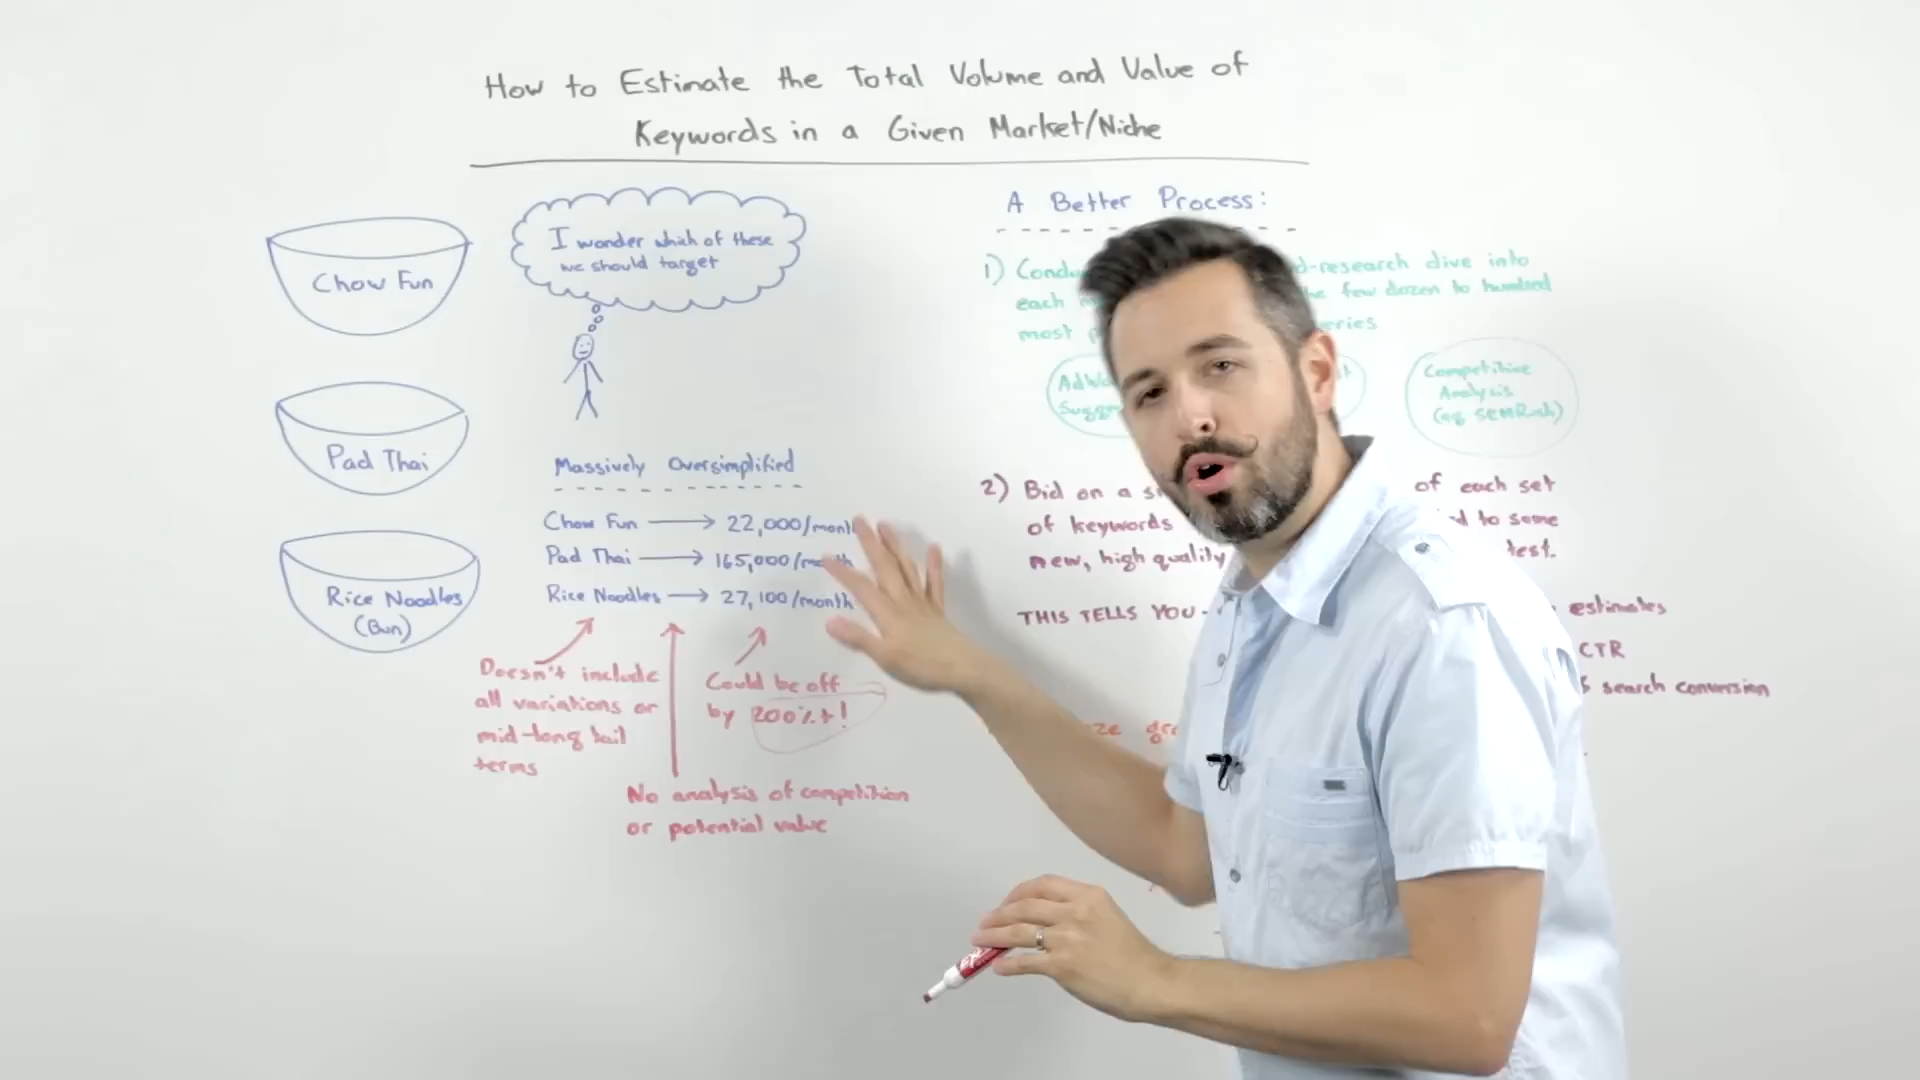 How to Estimate the Total Volume and Value of
Keywords in a Given Market/Niche
Chow Fun
Pad Thai
Rice Noodles
(Bun)
I wonder which of these
we should target
Massively Oversimplified
Chow Fun → 22,000/month
Pad Thai → 165,000/month
Rice Noodles → 27,100/month
Doesn't include
all variations or
mid-long tail
terms
Could be off
by 200%+!
No analysis of competition
or potential value
A Better Process:
1) Condu d-research dive into
each few dozen to hundred
most eries
AdWo
Sugge
Competitive
Analysis
(eg SEMRush)
2) Bid on a of each set
of keywords to some
new, high quality test.
THIS TELLS YOU- estimates
CTR
search conversion